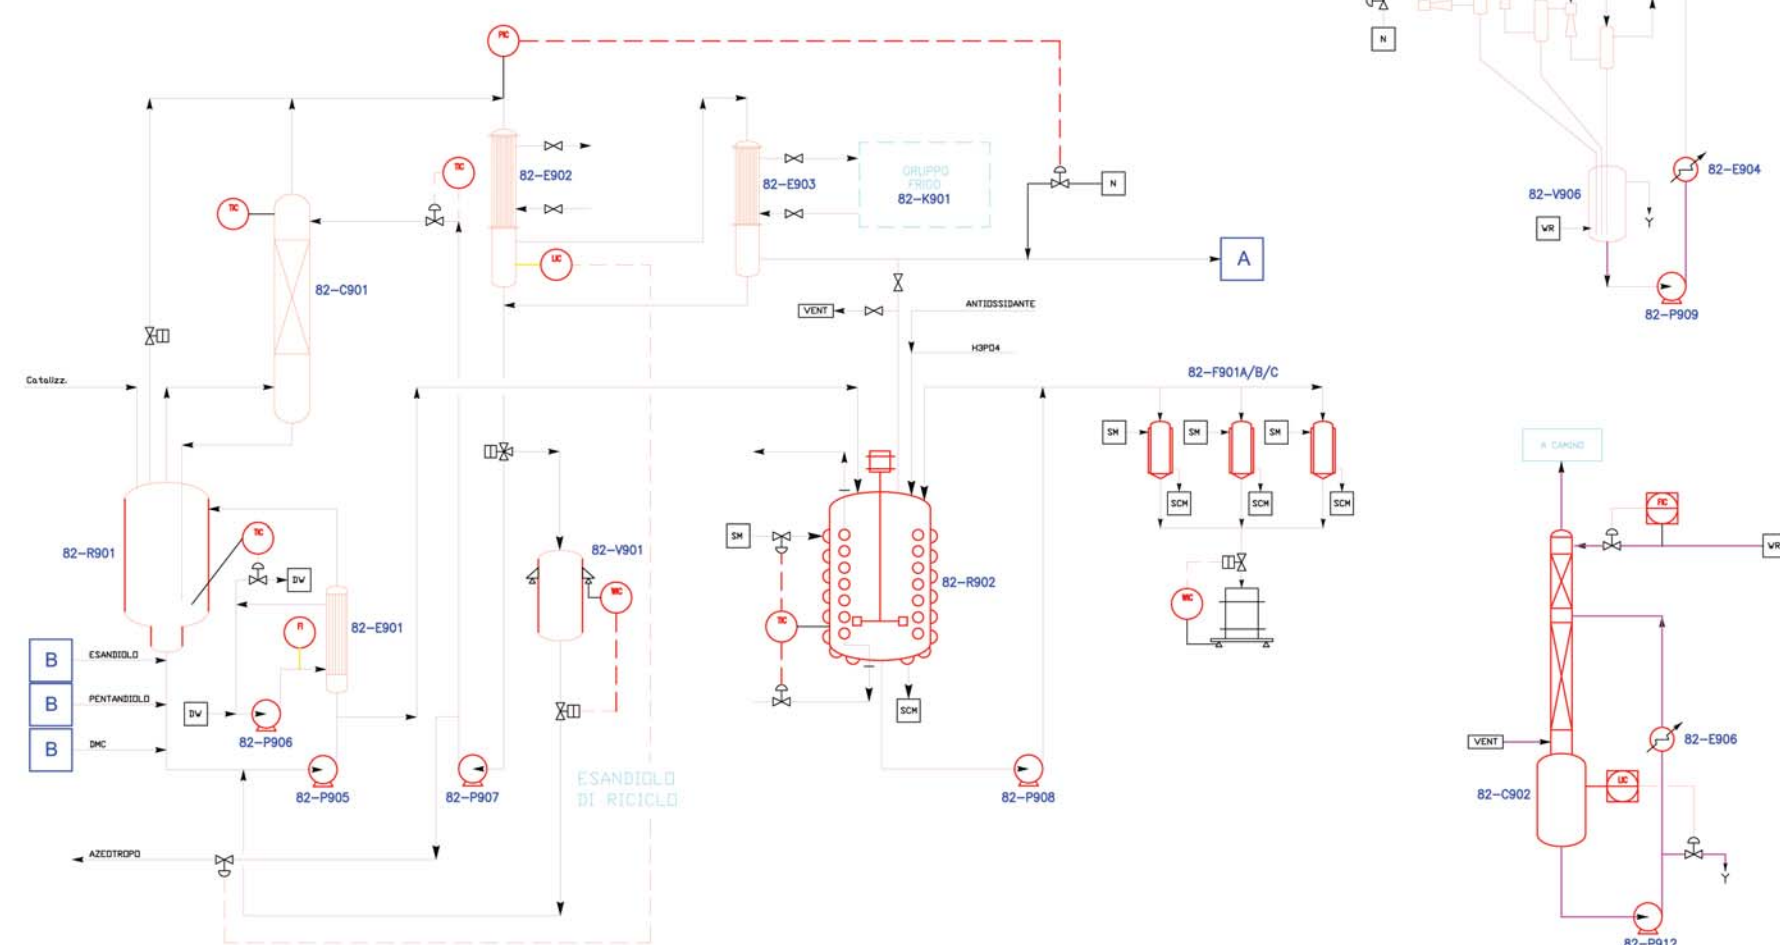 PIC
N
82-E902
TIC
82-E903
GRUPPO
FRIGO
82-K901
N
82-V906
82-E904
WR
Y
TIC
LIC
A
82-C901
VENT
ANTIOSSIDANTE
82-P909
H3PO4
Catalizz.
82-F901A/B/C
SM
SM
SM
A CAMINO
SCM
SCM
SCM
FIC
WR
82-R901
TIC
82-V901
SM
DW
WIC
82-R902
WIC
82-E901
FI
TIC
B
ESANDIOLO
B
PENTANDIOLO
DW
SCM
82-P906
B
DMC
VENT
82-E906
82-P905
82-P907
ESANDIOLO
DI RICICLO
82-P908
LIC
82-C902
AZEOTROPO
Y
82-P912